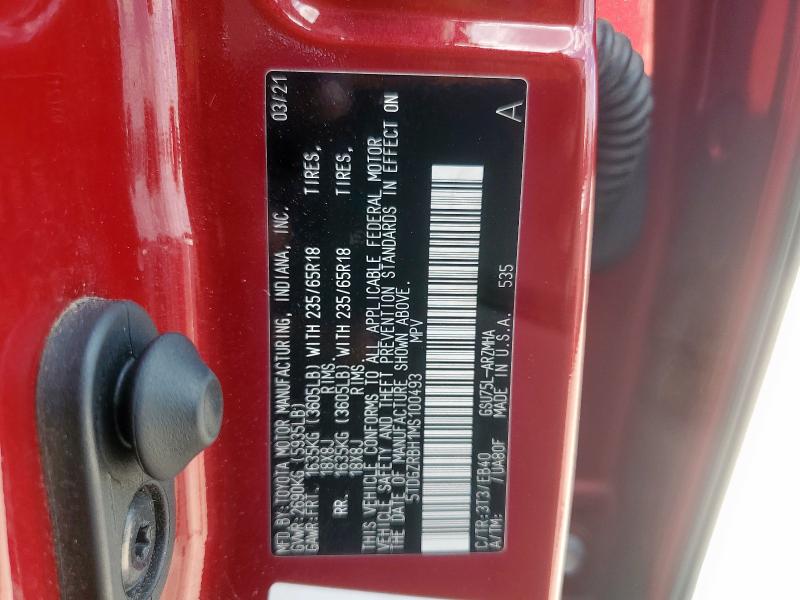 MFD. BY: TOYOTA MOTOR MANUFACTURING, INDIANA, INC. 03/21
GVWR: 2690KG (5935LB)
GAWR: FRT. 1635KG (3605LB) WITH 235/65R18 TIRES,
18X8J RIMS.
RR. 1635KG (3605LB) WITH 235/65R18 TIRES,
18X8J RIMS.
THIS VEHICLE CONFORMS TO ALL APPLICABLE FEDERAL MOTOR
VEHICLE SAFETY AND THEFT PREVENTION STANDARDS IN EFFECT ON
THE DATE OF MANUFACTURE SHOWN ABOVE.
5TDGZRBH1MS100493 MPV
C/TR: 3T3/EB40 GSU75L-ARZMHA
A/TM: /UA80F MADE IN U.S.A. 535 A